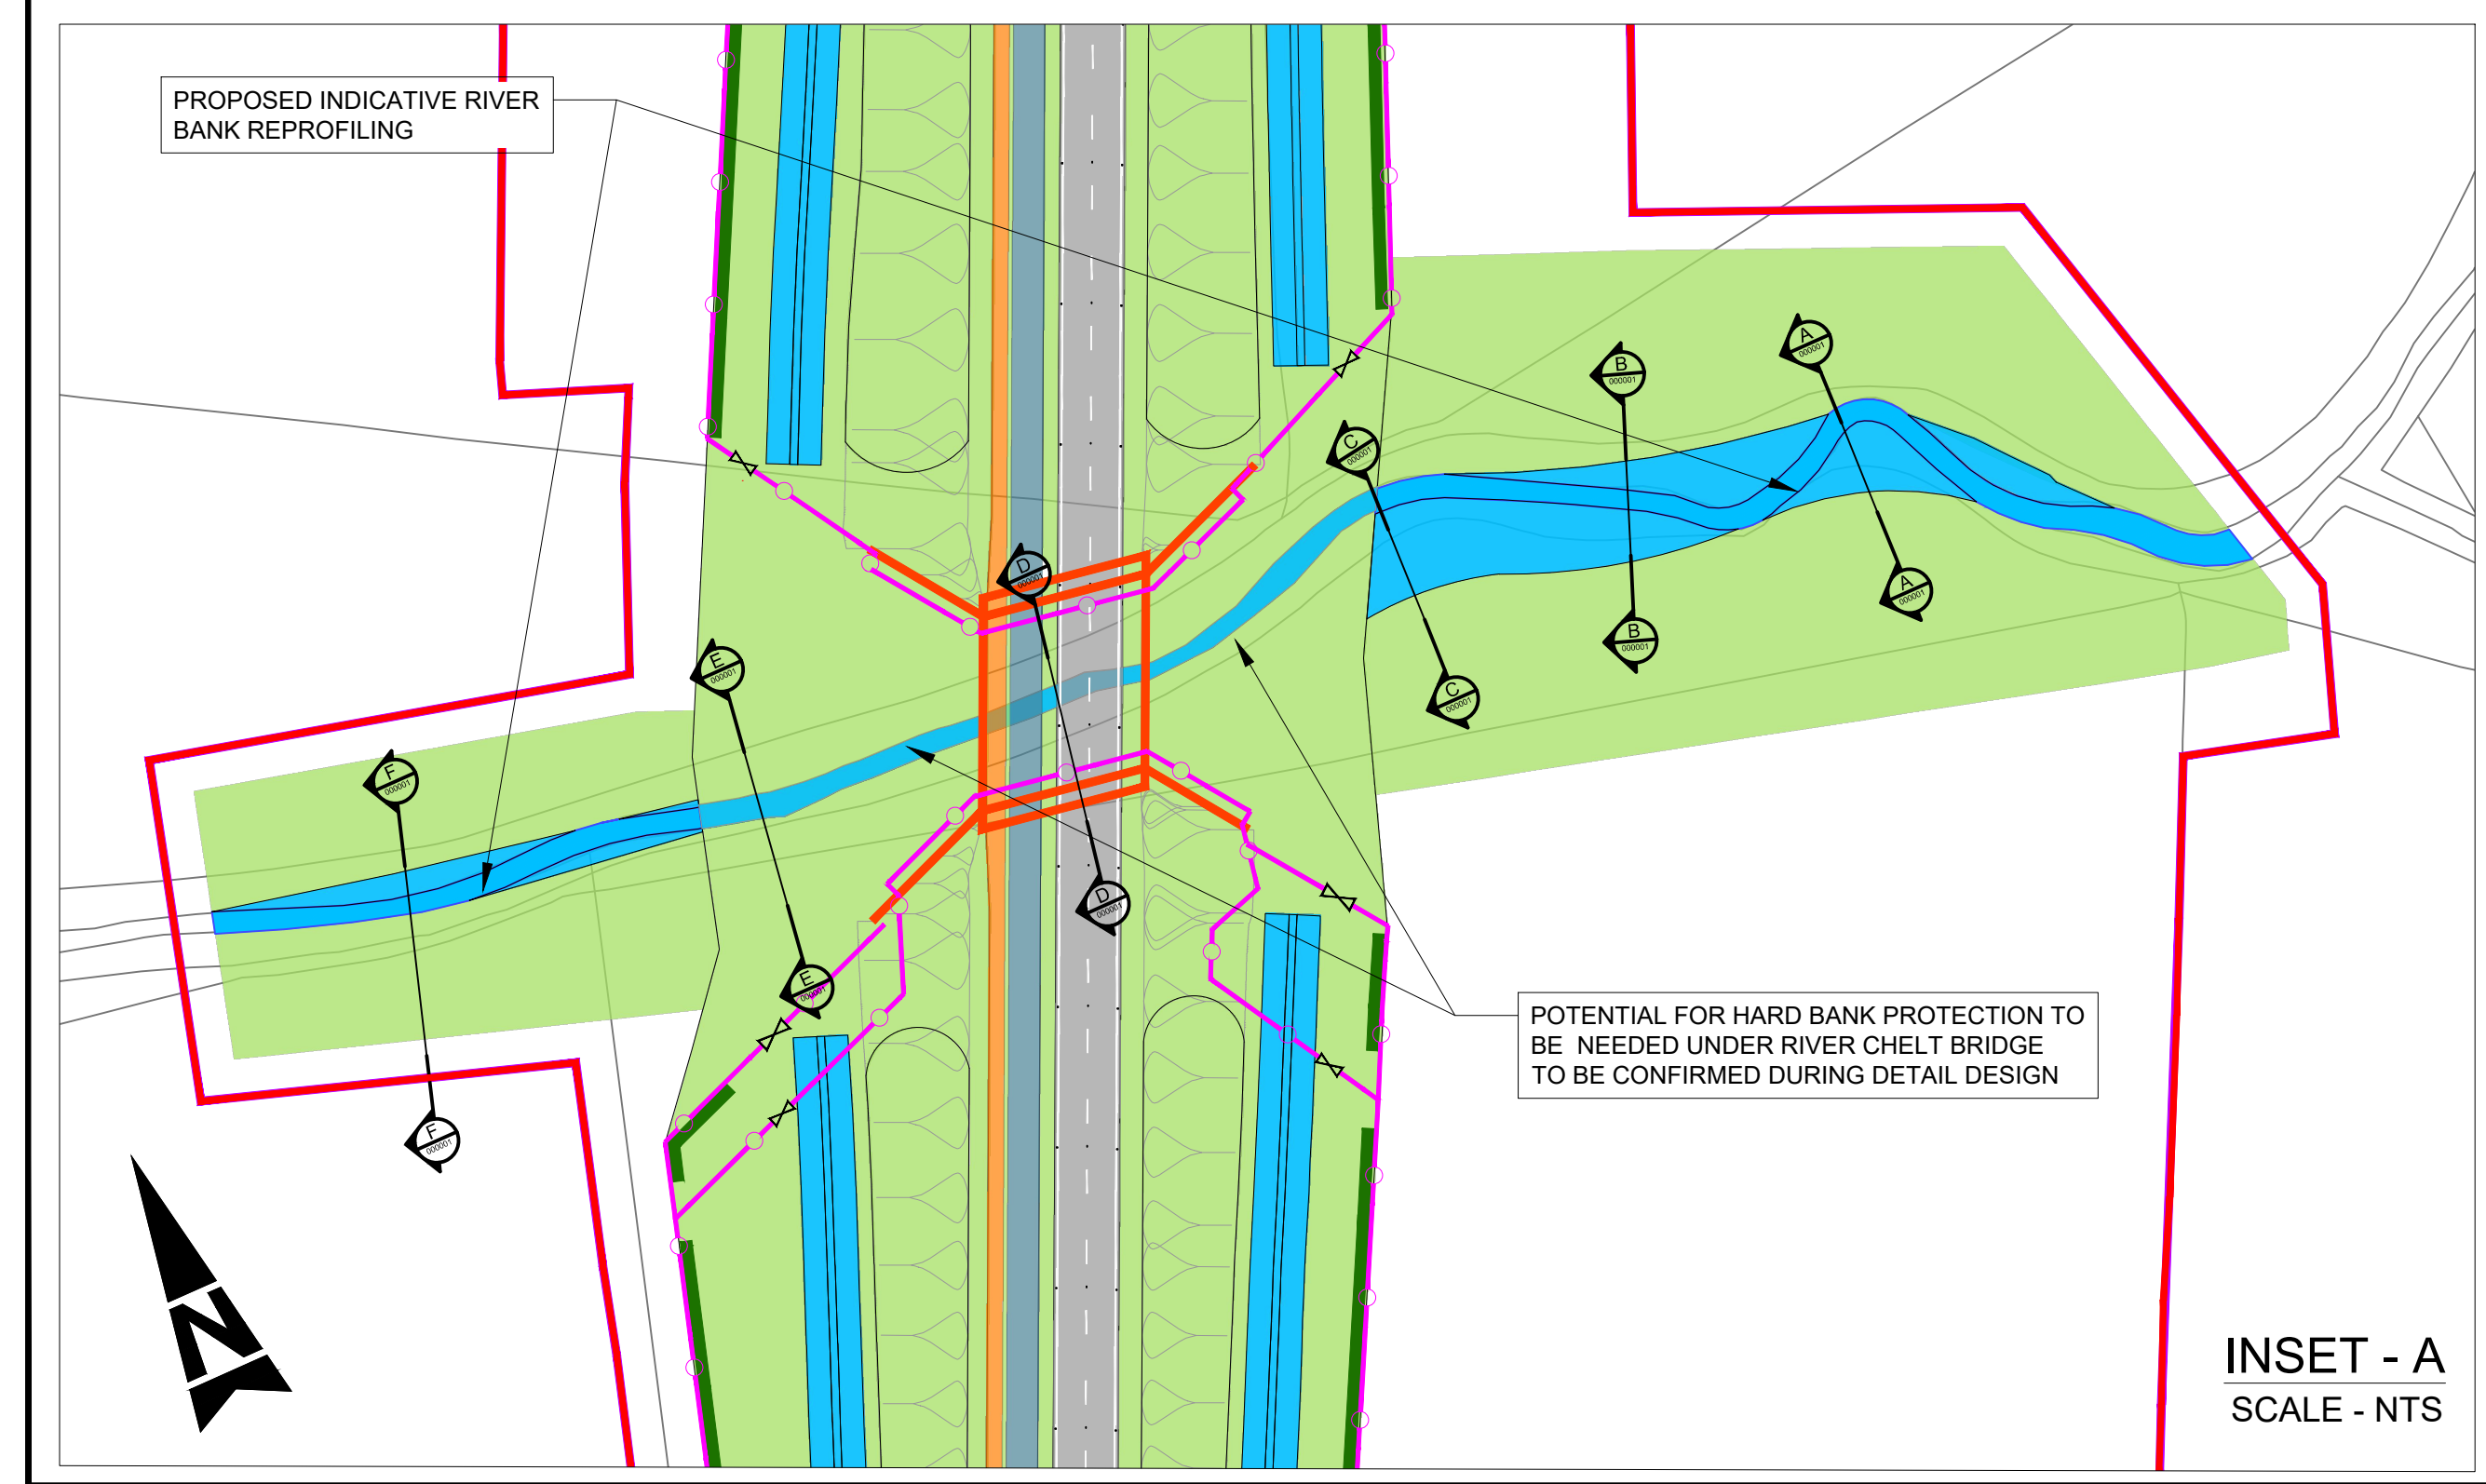 PROPOSED INDICATIVE RIVER
BANK REPROFILING
A
000001
B
000001
C
000001
D
000001
A
000001
B
000001
E
000001
C
000001
F
000001
D
000001
E
000001
POTENTIAL FOR HARD BANK PROTECTION TO
BE NEEDED UNDER RIVER CHELT BRIDGE
TO BE CONFIRMED DURING DETAIL DESIGN
F
000001
N
INSET - A
SCALE - NTS